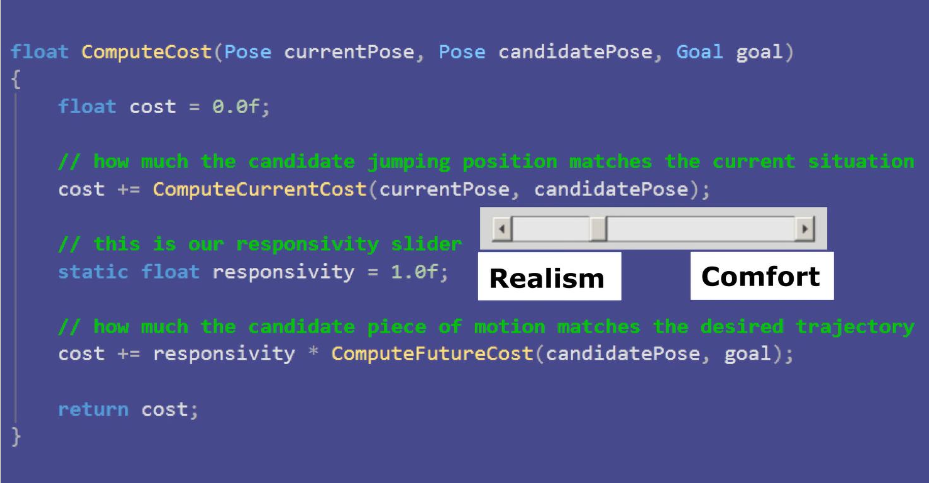 float ComputeCost(Pose currentPose, Pose candidatePose, Goal goal)
{
float cost = 0.0f;
// how much the candidate jumping position matches the current situation
cost += ComputeCurrentCost(currentPose, candidatePose);
// this is our responsivity slider
static float responsivity = 1.0f;
Realism
Comfort
// how much the candidate piece of motion matches the desired trajectory
cost += responsivity * ComputeFutureCost(candidatePose, goal);
return cost;
}